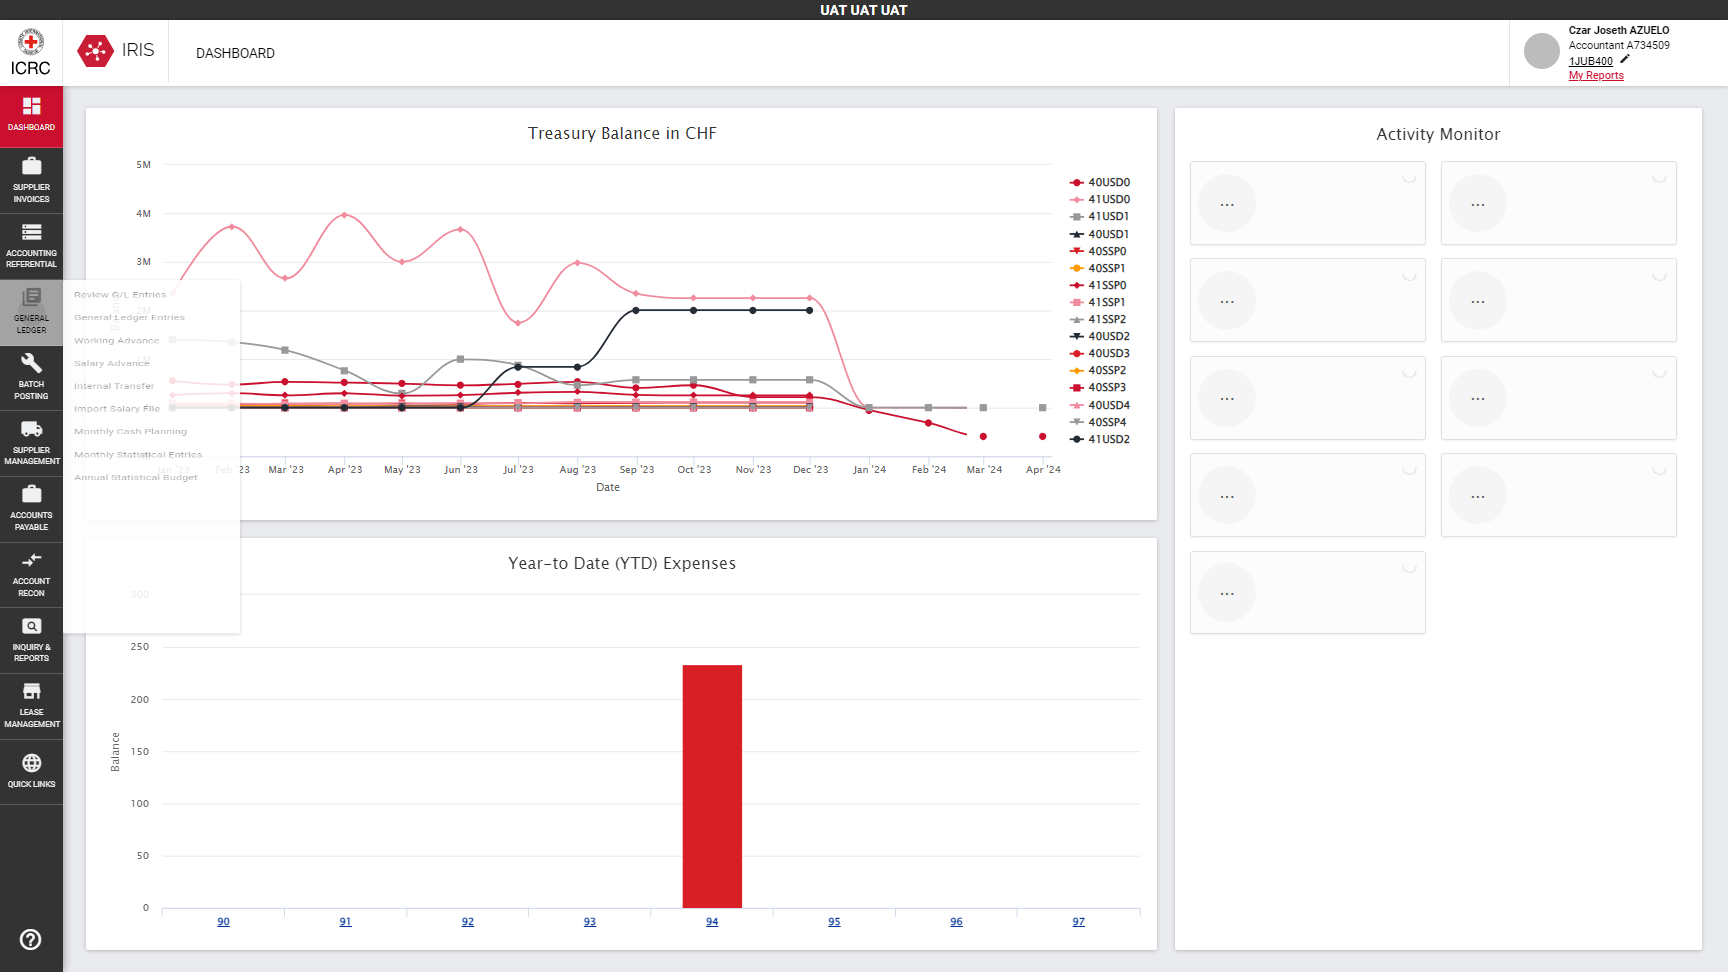 UAT UAT UAT
ICRC
IRIS
DASHBOARD
Czar Joseth AZUELO
Accountant A734509
1JUB400
My Reports
DASHBOARD
SUPPLIER
INVOICES
ACCOUNTING
REFERENTIAL
GENERAL
LEDGER
BATCH
POSTING
SUPPLIER
MANAGEMENT
ACCOUNTS
PAYABLE
ACCOUNT
RECON
INQUIRY &
REPORTS
LEASE
MANAGEMENT
QUICK LINKS
Review G/L Entries
General Ledger Entries
Working Advance
Salary Advance
Internal Transfer
Import Salary File
Monthly Cash Planning
Monthly Statistical Entries
Annual Statistical Budget
Treasury Balance in CHF
5M
4M
3M
2M
1M
Jan '23
Feb '23
Mar '23
Apr '23
May '23
Jun '23
Jul '23
Aug '23
Sep '23
Oct '23
Nov '23
Dec '23
Jan '24
Feb '24
Mar '24
Apr '24
Date
40USD0
41USD0
41USD1
40USD1
40SSP0
40SSP1
41SSP0
41SSP1
41SSP2
40USD2
40USD3
40SSP2
40SSP3
40USD4
40SSP4
41USD2
Year-to Date (YTD) Expenses
Balance
300
250
200
150
100
50
0
90
91
92
93
94
95
96
97
Activity Monitor
...
...
...
...
...
...
...
...
...